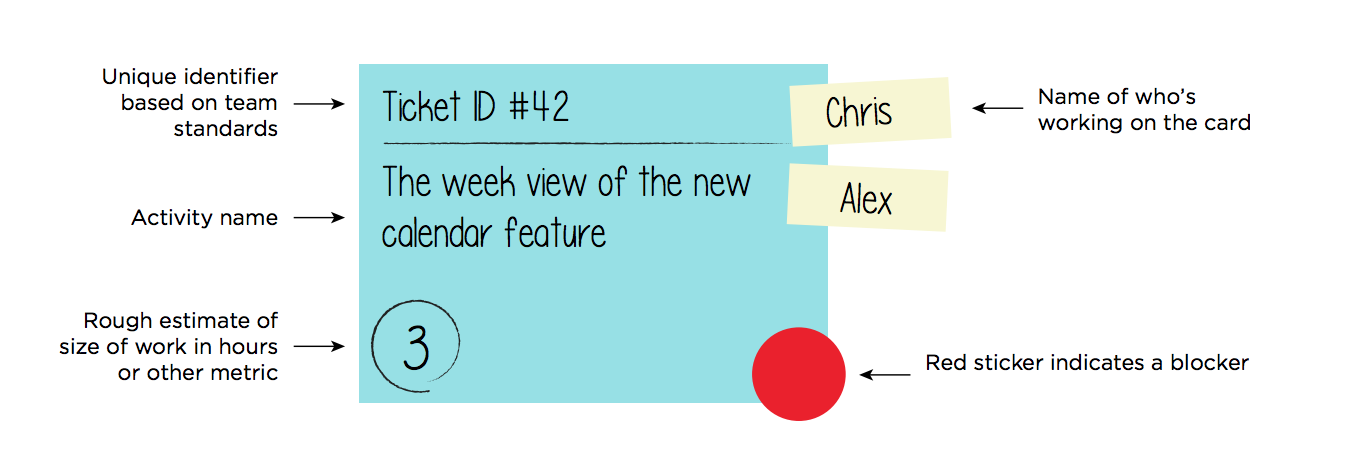 Unique identifier
based on team
standards
Ticket ID #42
Chris
Name of who's
working on the card
Activity name
The week view of the new
calendar feature
Alex
Rough estimate of
size of work in hours
or other metric
3
Red sticker indicates a blocker